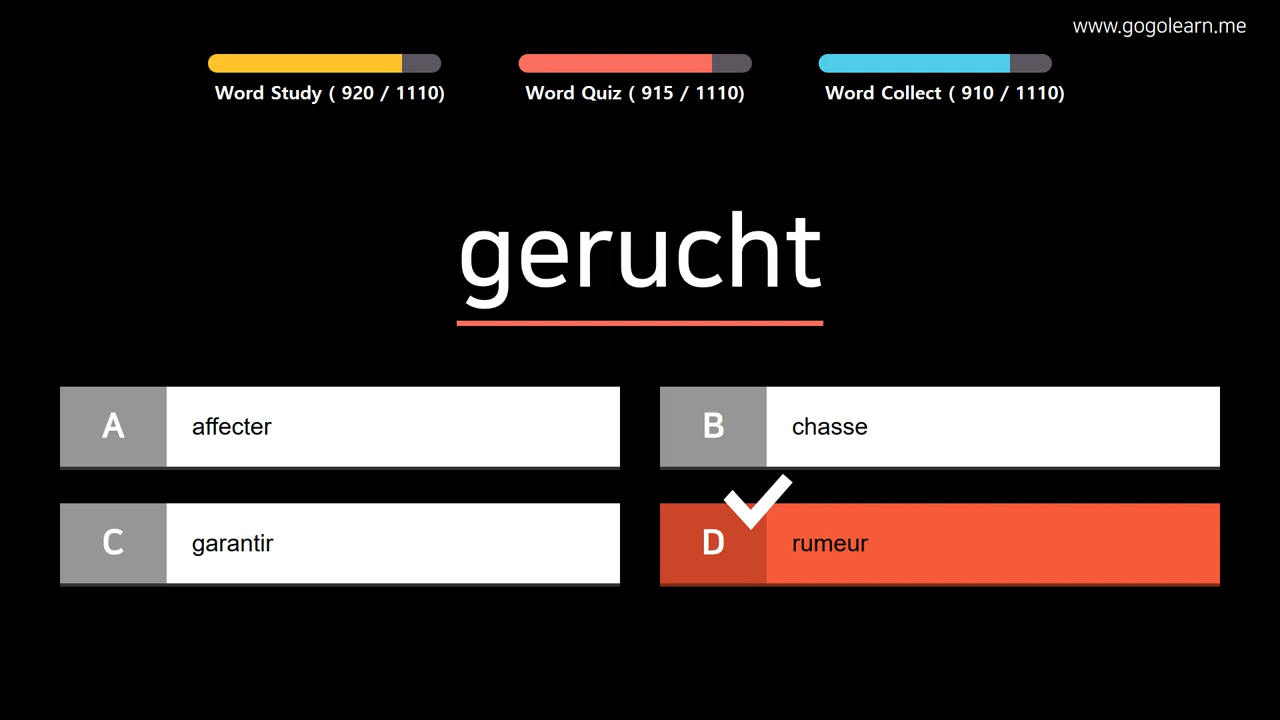 www.gogolearn.me
Word Study ( 920 / 1110)
Word Quiz ( 915 / 1110)
Word Collect ( 910 / 1110)
gerucht
A affecter
B chasse
C garantir
D rumeur